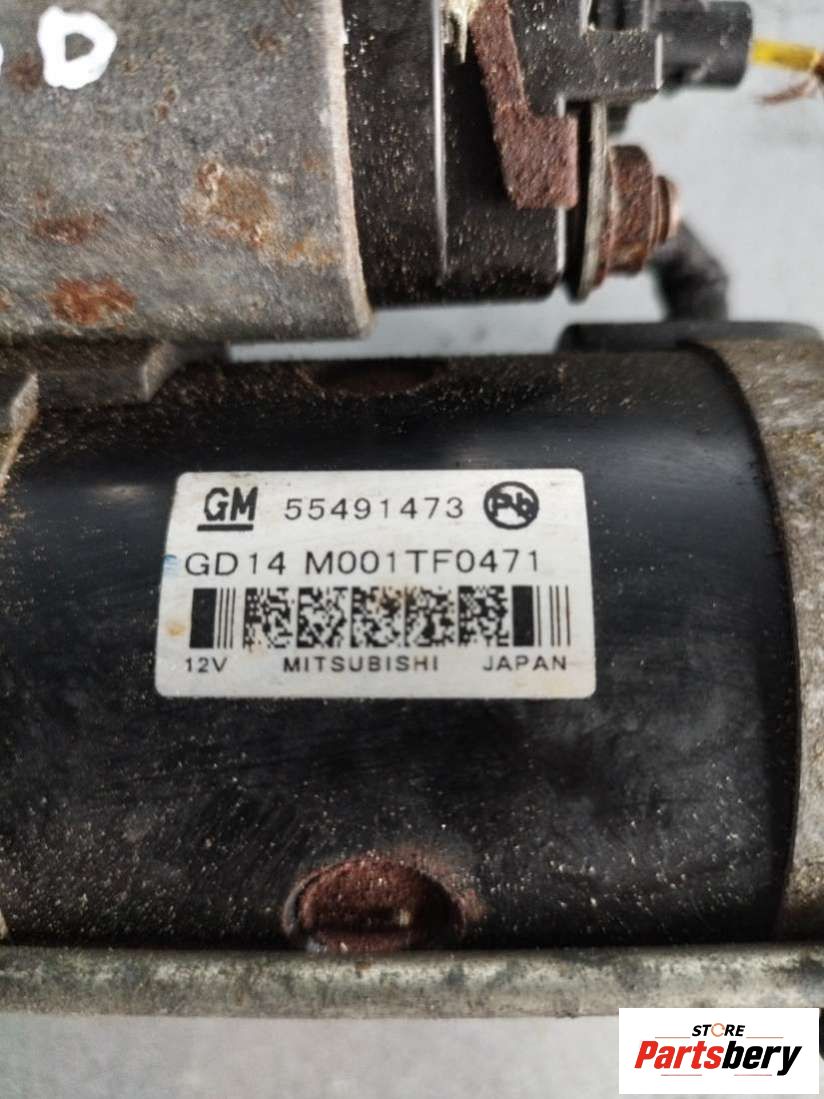 D
GM 55491473 Pb
GD14 M001TF0471
12V MITSUBISHI JAPAN
STORE
Partsbery